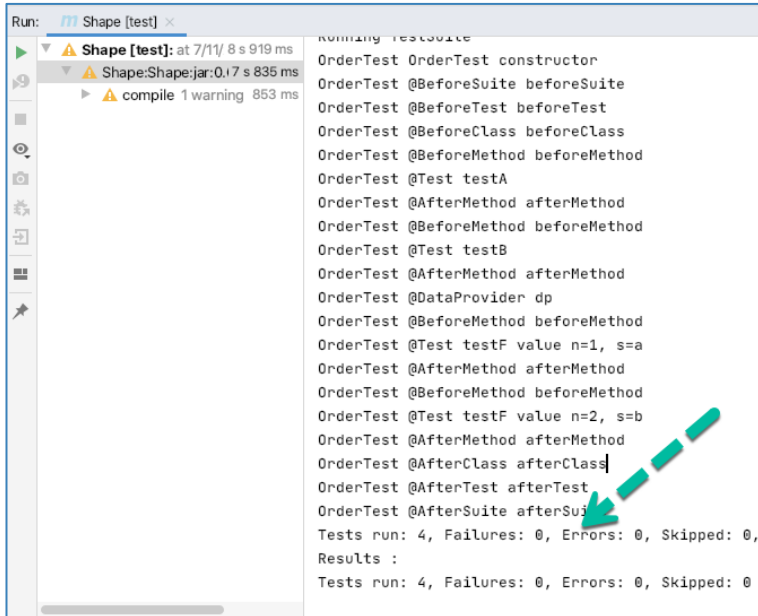 Run: Shape [test]
Shape [test]: at 7/11/ 8 s 919 ms
Shape:Shape:jar:0.( 7 s 835 ms
compile 1 warning 853 ms
Running TestSuite
OrderTest OrderTest constructor
OrderTest @BeforeSuite beforeSuite
OrderTest @BeforeTest beforeTest
OrderTest @BeforeClass beforeClass
OrderTest @BeforeMethod beforeMethod
OrderTest @Test testA
OrderTest @AfterMethod afterMethod
OrderTest @BeforeMethod beforeMethod
OrderTest @Test testB
OrderTest @AfterMethod afterMethod
OrderTest @DataProvider dp
OrderTest @BeforeMethod beforeMethod
OrderTest @Test testF value n=1, s=a
OrderTest @AfterMethod afterMethod
OrderTest @BeforeMethod beforeMethod
OrderTest @Test testF value n=2, s=b
OrderTest @AfterMethod afterMethod
OrderTest @AfterClass afterClass
OrderTest @AfterTest afterTest
OrderTest @AfterSuite afterSui
Tests run: 4, Failures: 0, Errors: 0, Skipped: 0,
Results :
Tests run: 4, Failures: 0, Errors: 0, Skipped: 0